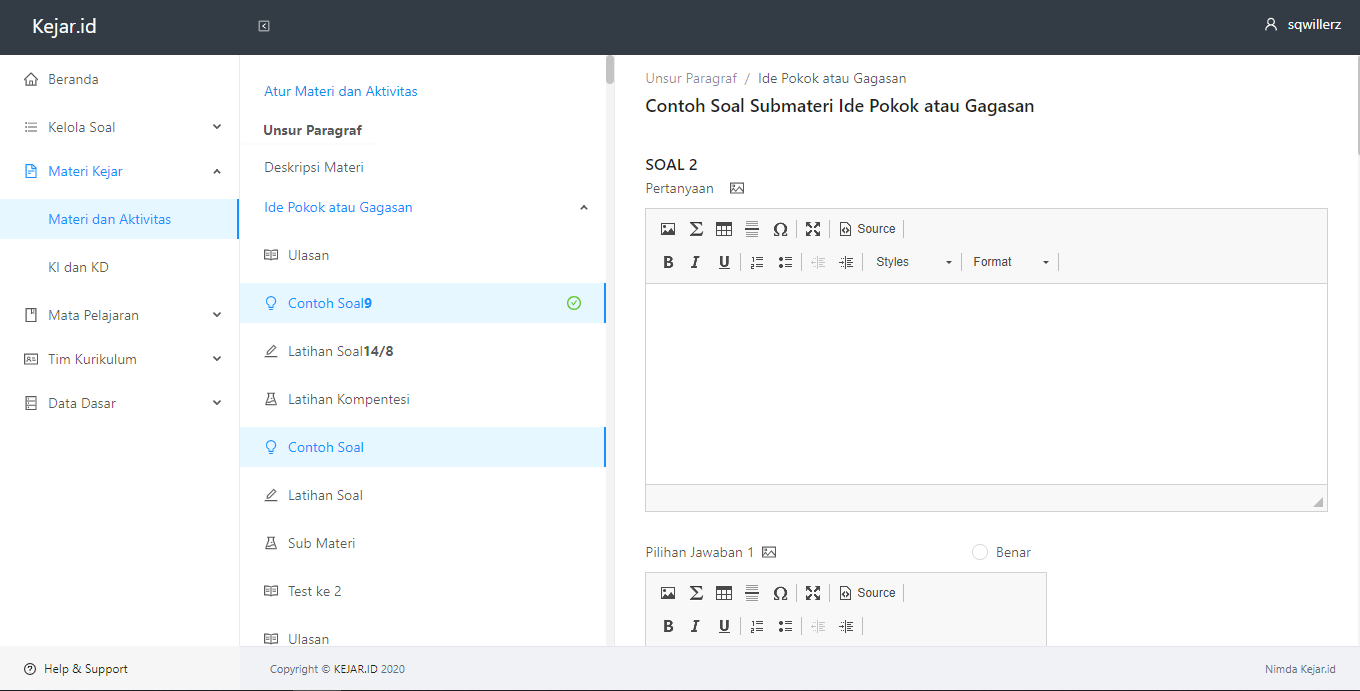 Kejar.id
sqwillerz
Beranda
Kelola Soal
Materi Kejar
Materi dan Aktivitas
KI dan KD
Mata Pelajaran
Tim Kurikulum
Data Dasar
Help & Support
Atur Materi dan Aktivitas
Unsur Paragraf
Deskripsi Materi
Ide Pokok atau Gagasan
Ulasan
Contoh Soal9
Latihan Soal14/8
Latihan Kompentesi
Contoh Soal
Latihan Soal
Sub Materi
Test ke 2
Ulasan
Unsur Paragraf / Ide Pokok atau Gagasan
Contoh Soal Submateri Ide Pokok atau Gagasan
SOAL 2
Pertanyaan
Σ Ω Source
B I U Styles Format
Pilihan Jawaban 1 Benar
Σ Ω Source
B I U
Copyright © KEJAR.ID 2020
Nimda Kejar.id